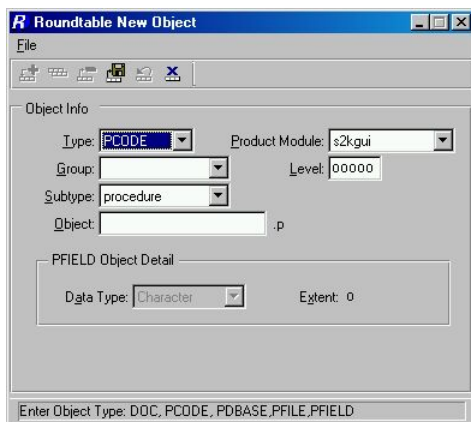 R Roundtable New Object
File
Object Info
Type: PCODE Product Module: s2kgui
Group: Level: 00000
Subtype: procedure
Object: .p
PFIELD Object Detail
Data Type: Character Extent: 0
Enter Object Type: DOC, PCODE, PDBASE,PFILE,PFIELD